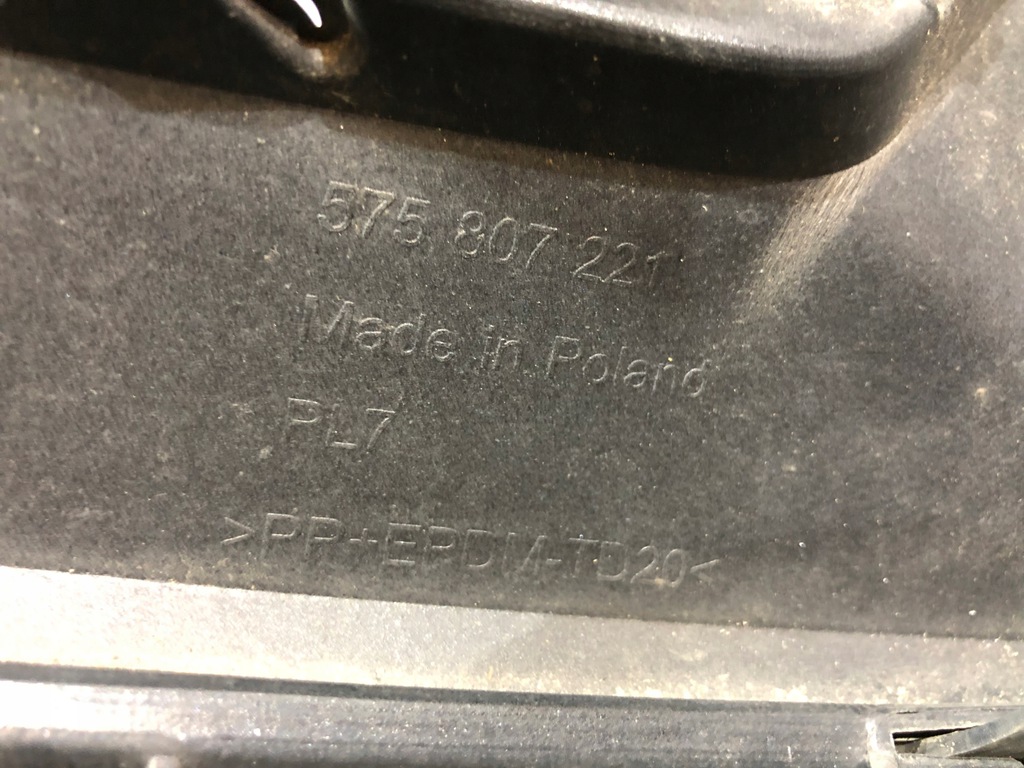 575 807 221
Made in Poland
PL7
>PP+EPDM-TD20<